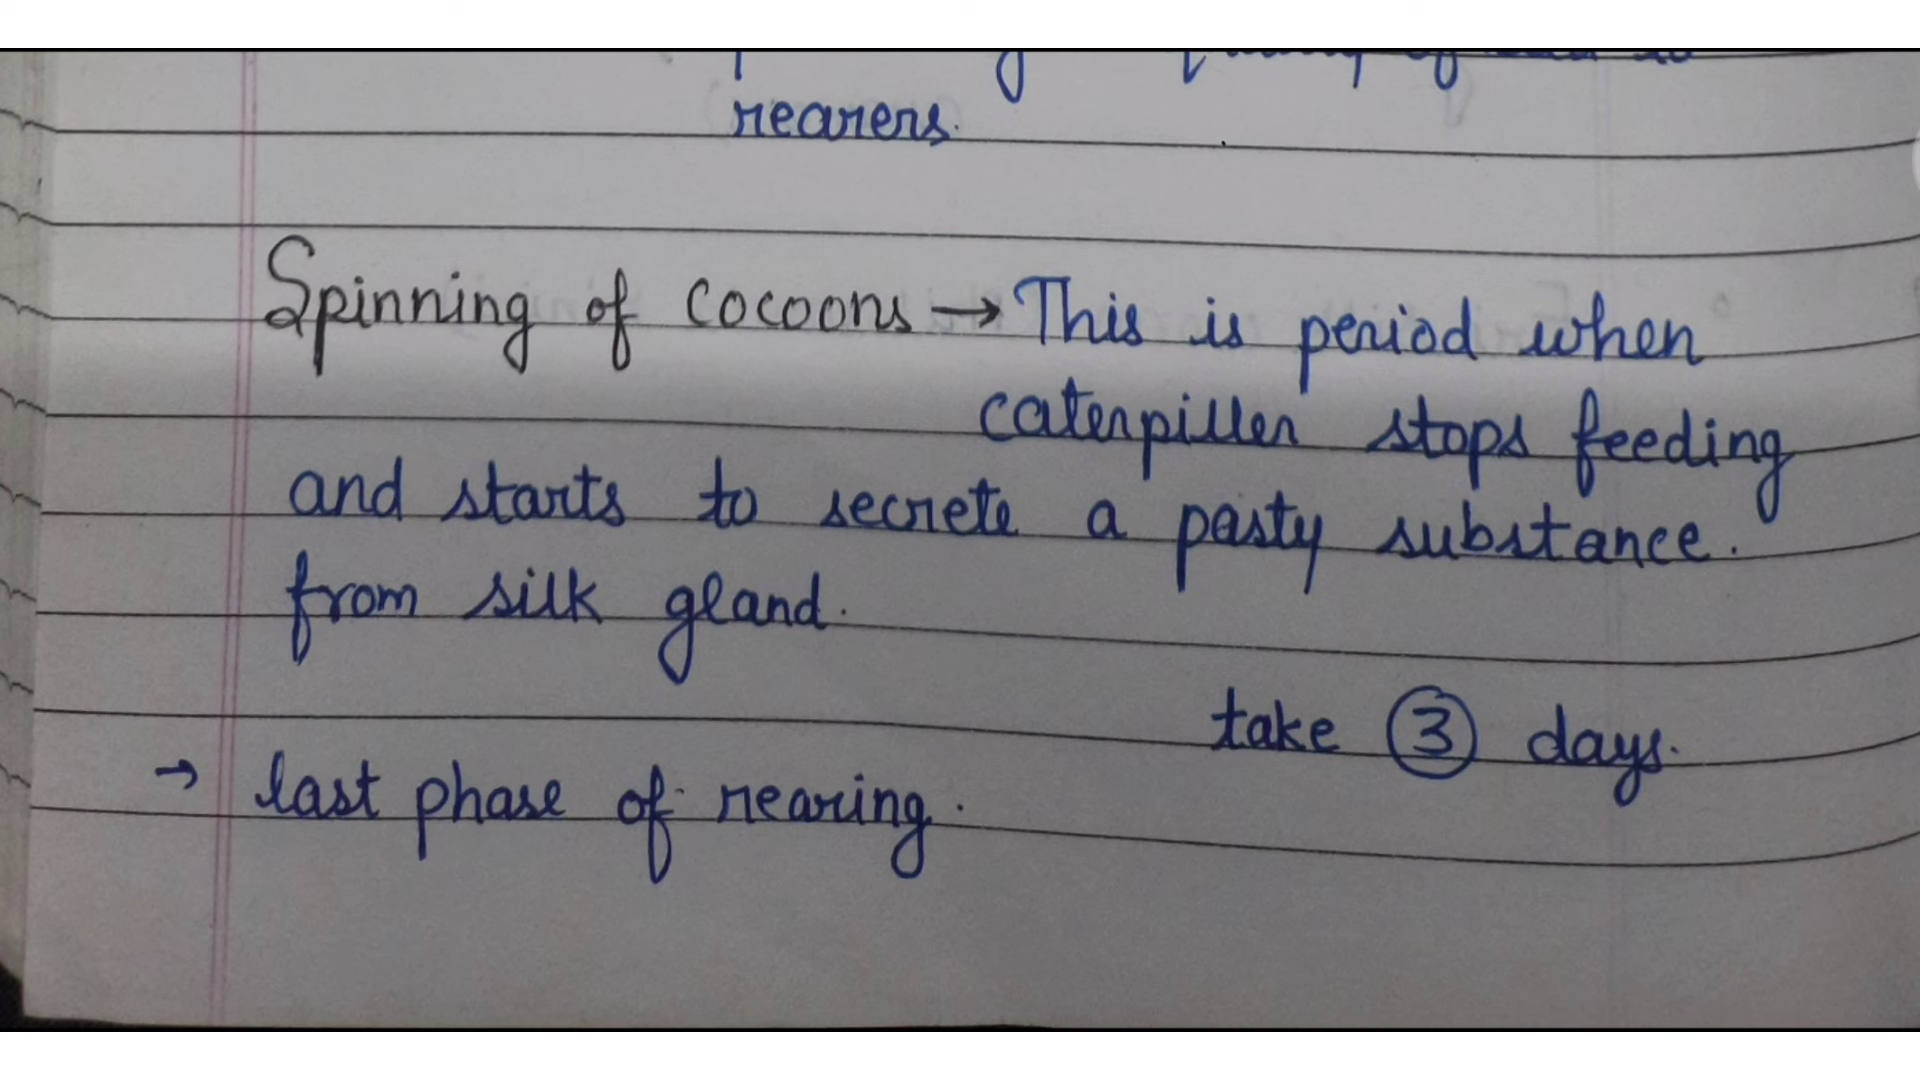 rearers.
Spinning of cocoons → This is period when
caterpiller stops feeding
and starts to secrete a pasty substance.
from silk gland.
take ③ days.
→ last phase of rearing.